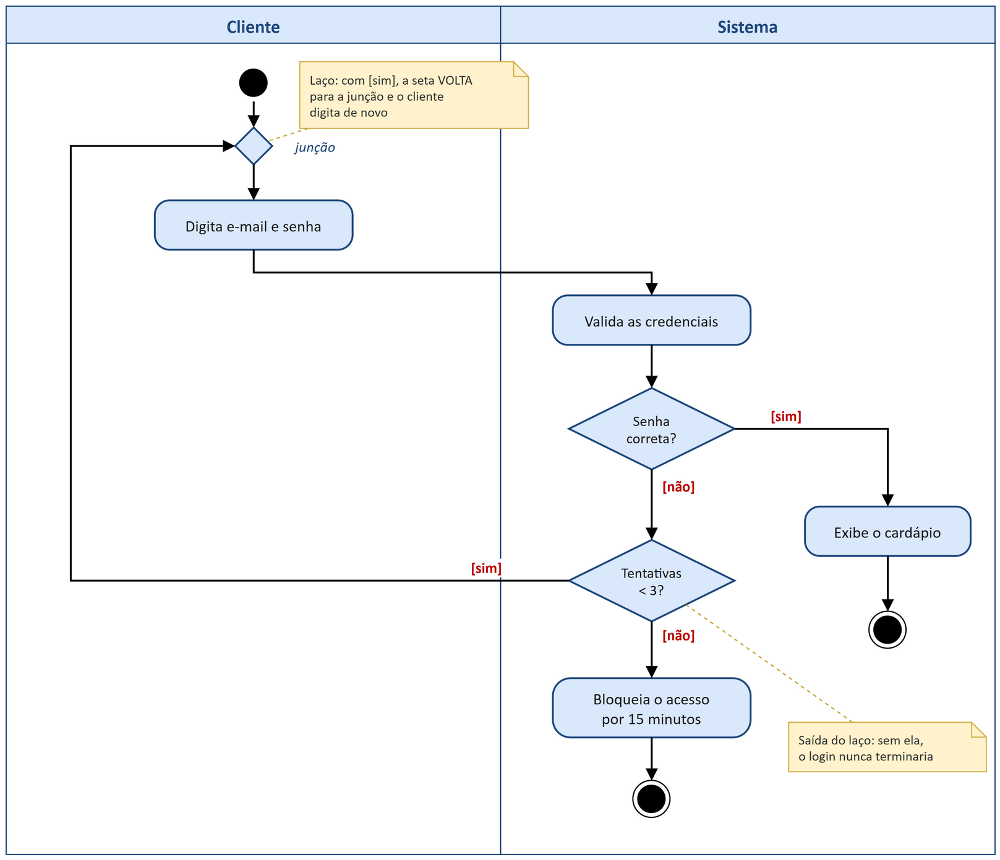 Cliente
Sistema
Laço: com [sim], a seta VOLTA
para a junção e o cliente
digita de novo
junção
Digita e-mail e senha
Valida as credenciais
Senha
correta?
[sim]
[não]
Exibe o cardápio
[sim]
Tentativas
< 3?
[não]
Bloqueia o acesso
por 15 minutos
Saída do laço: sem ela,
o login nunca terminaria